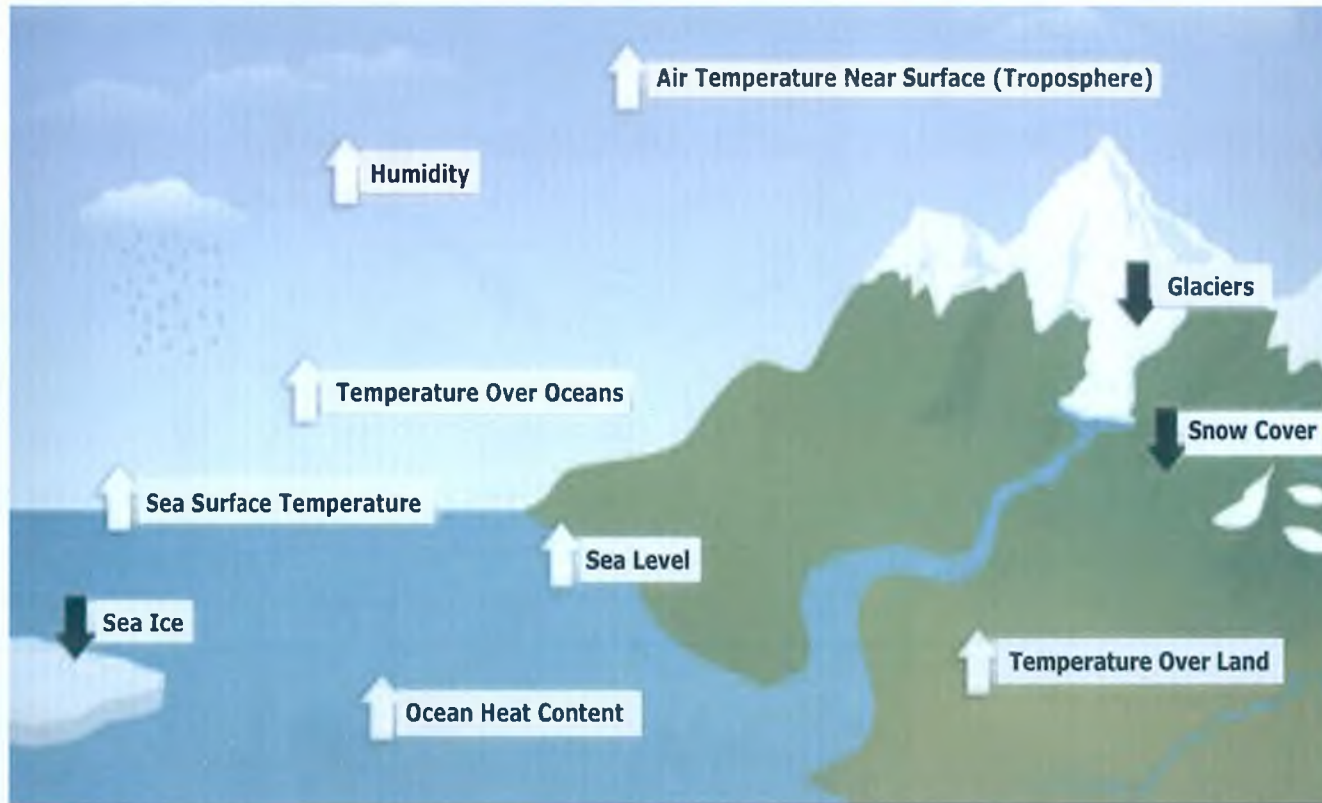 Air Temperature Near Surface (Troposphere)
Humidity
Glaciers
Temperature Over Oceans
Snow Cover
Sea Surface Temperature
Sea Level
Sea Ice
Temperature Over Land
Ocean Heat Content